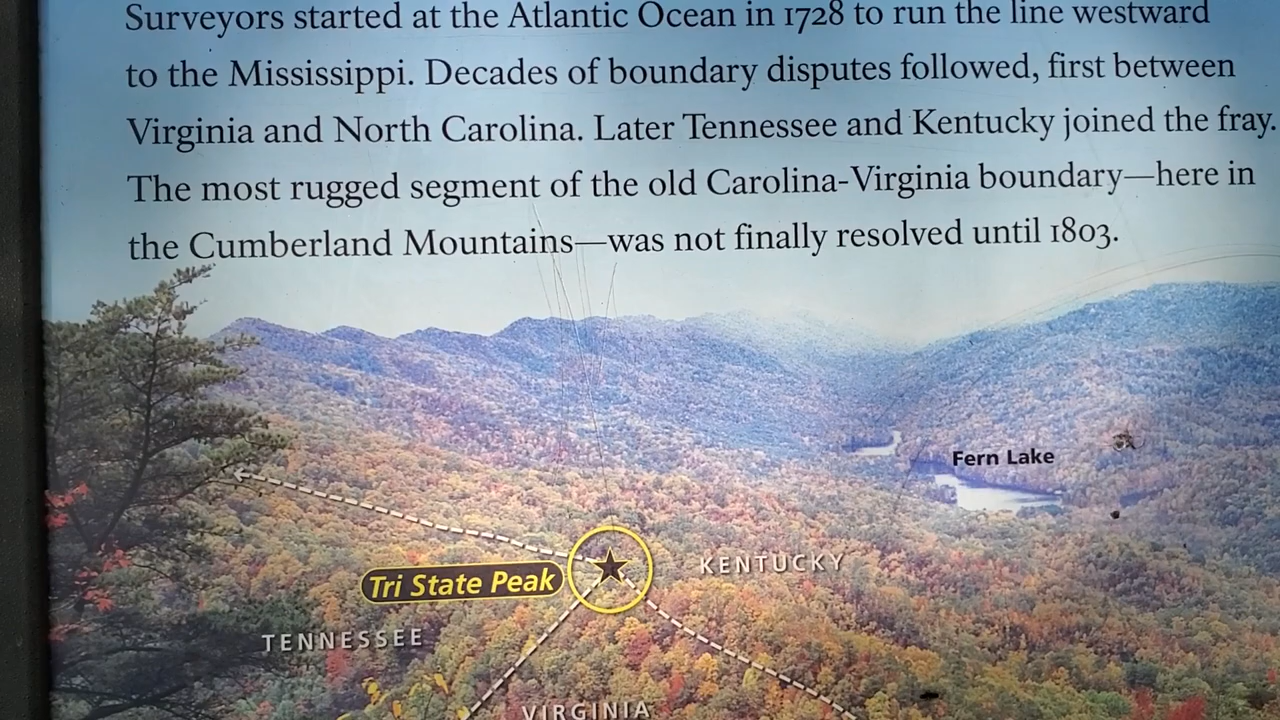 Surveyors started at the Atlantic Ocean in 1728 to run the line westward
to the Mississippi. Decades of boundary disputes followed, first between
Virginia and North Carolina. Later Tennessee and Kentucky joined the fray.
The most rugged segment of the old Carolina-Virginia boundary—here in
the Cumberland Mountains—was not finally resolved until 1803.
Fern Lake
KENTUCKY
Tri State Peak
TENNESSEE
VIRGINIA